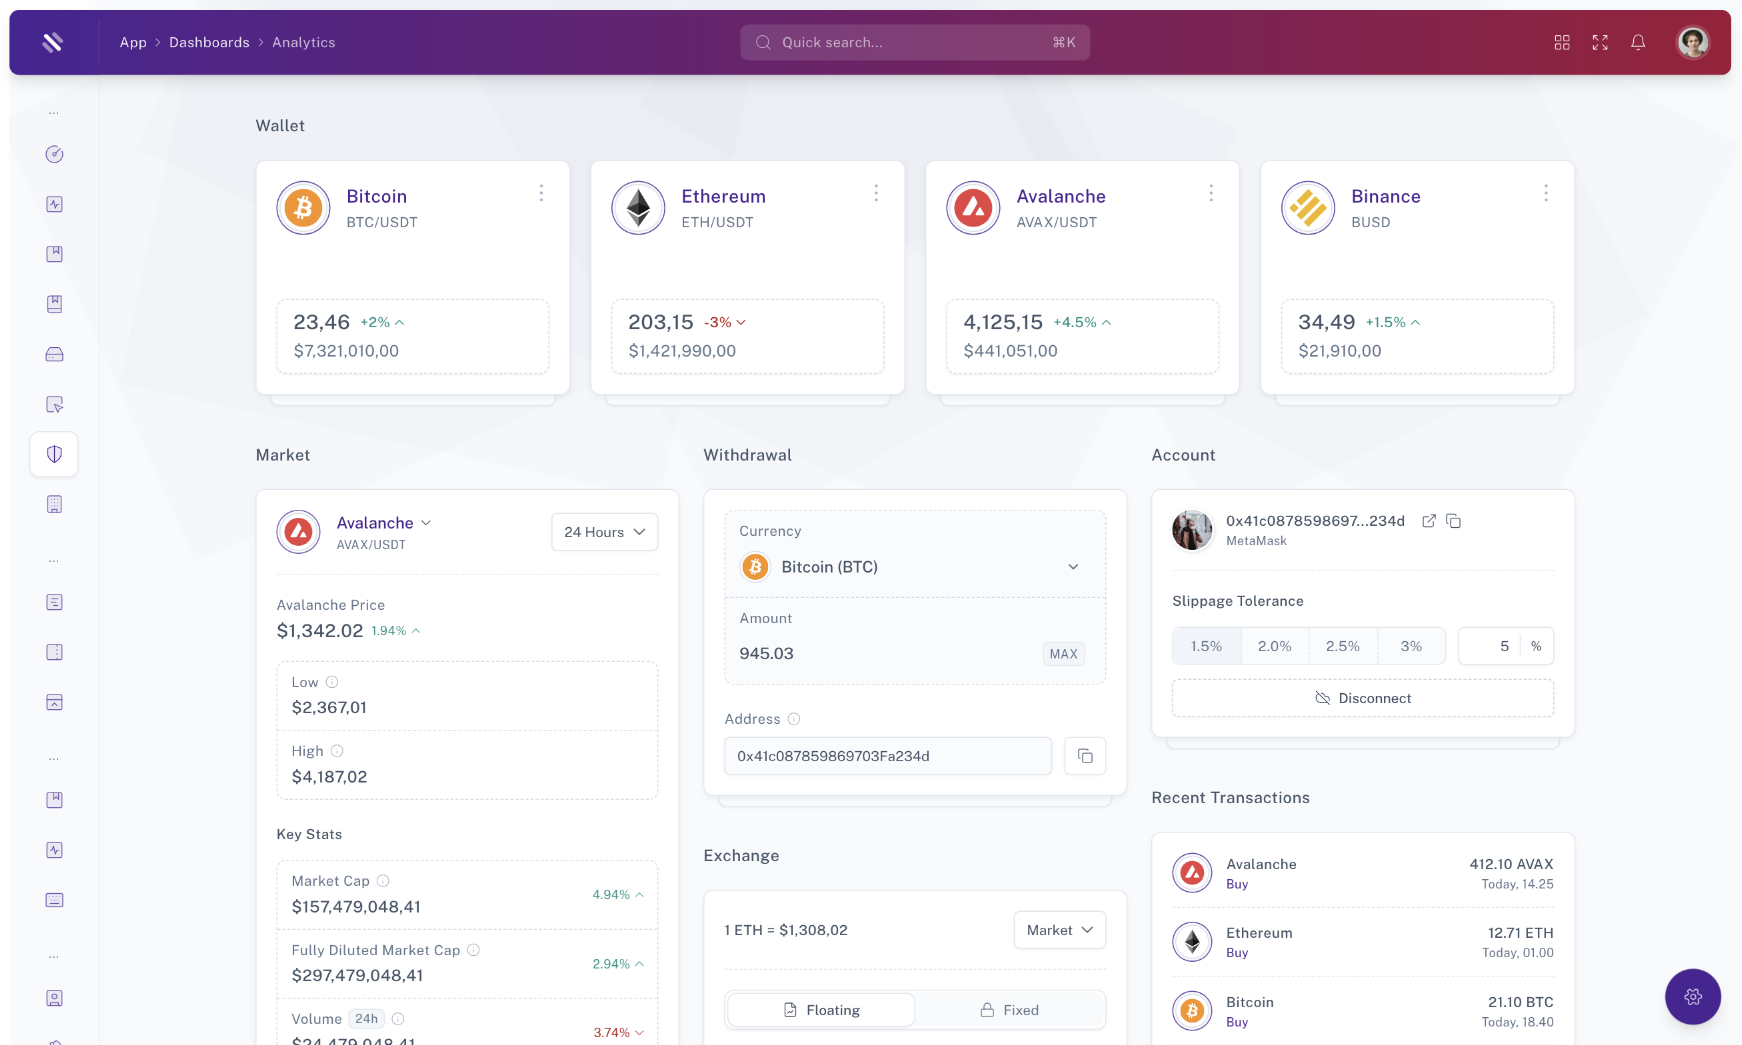 App > Dashboards > Analytics
Quick search... ⌘K
...
Wallet
Bitcoin
BTC/USDT
23,46 +2%
$7,321,010,00
Ethereum
ETH/USDT
203,15 -3%
$1,421,990,00
Avalanche
AVAX/USDT
4,125,15 +4.5%
$441,051,00
Binance
BUSD
34,49 +1.5%
$21,910,00
Market
Avalanche
AVAX/USDT
24 Hours
Avalanche Price
$1,342.02 1.94%
Low
$2,367,01
High
$4,187,02
Key Stats
Market Cap
$157,479,048,41
4.94%
Fully Diluted Market Cap
$297,479,048,41
2.94%
Volume 24h
$24,479,048,41
3.74%
Withdrawal
Currency
Bitcoin (BTC)
Amount
945.03 MAX
Address
0x41c087859869703Fa234d
Exchange
1 ETH = $1,308,02
Market
Floating
Fixed
Account
0x41c0878598697...234d
MetaMask
Slippage Tolerance
1.5% 2.0% 2.5% 3% 5 %
Disconnect
Recent Transactions
Avalanche 412.10 AVAX
Buy Today, 14.25
Ethereum 12.71 ETH
Buy Today, 01.00
Bitcoin 21.10 BTC
Buy Today, 18.40